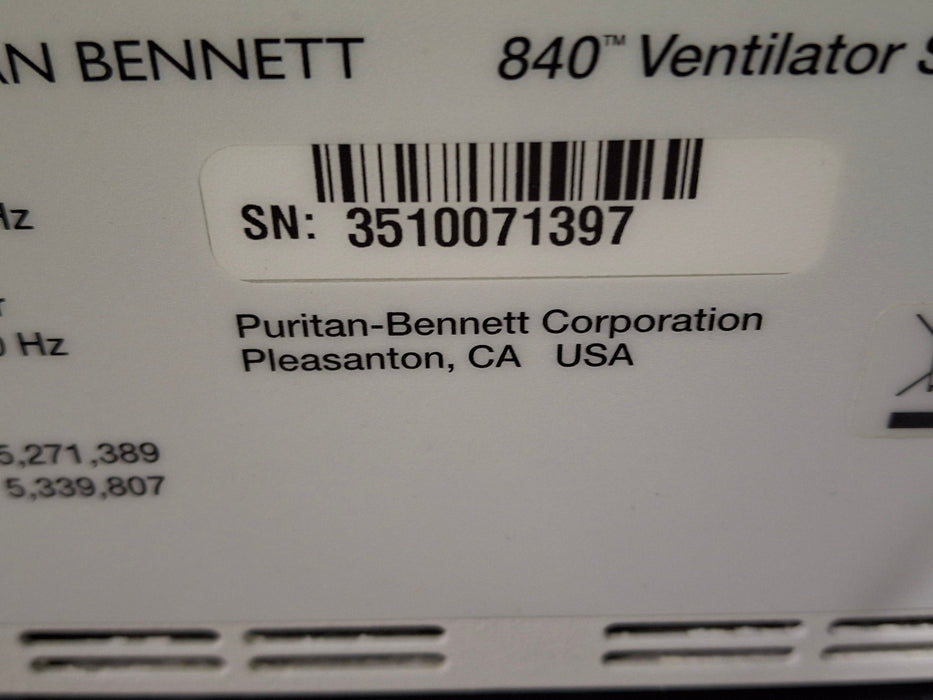 AN BENNETT 840™ Ventilator S
SN: 3510071397
Hz
Puritan-Bennett Corporation
Hz
Pleasanton, CA USA
5,271,389
5,339,807